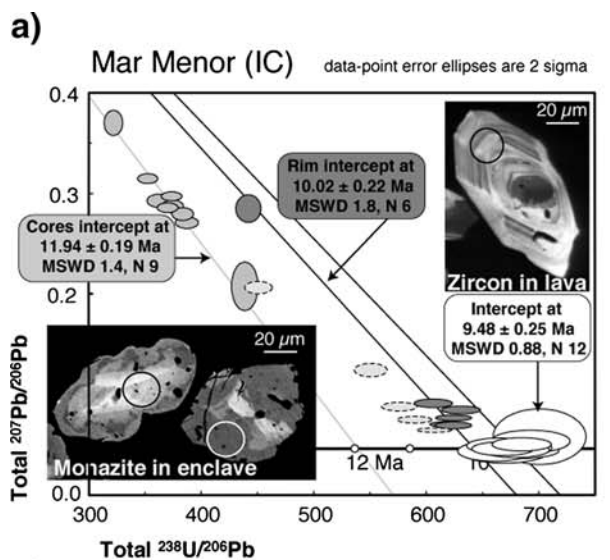 a)
Mar Menor (IC)
data-point error ellipses are 2 sigma
0.4
20 µm
Rim intercept at
10.02 ± 0.22 Ma
MSWD 1.8, N 6
0.3
Cores intercept at
11.94 ± 0.19 Ma
MSWD 1.4, N 9
Zircon in lava
0.2
Intercept at
9.48 ± 0.25 Ma
MSWD 0.88, N 12
20 µm
Total ²⁰⁷Pb/²⁰⁶Pb
Monazite in enclave
12 Ma
10
0.0
300
400
500
600
700
Total ²³⁸U/²⁰⁶Pb